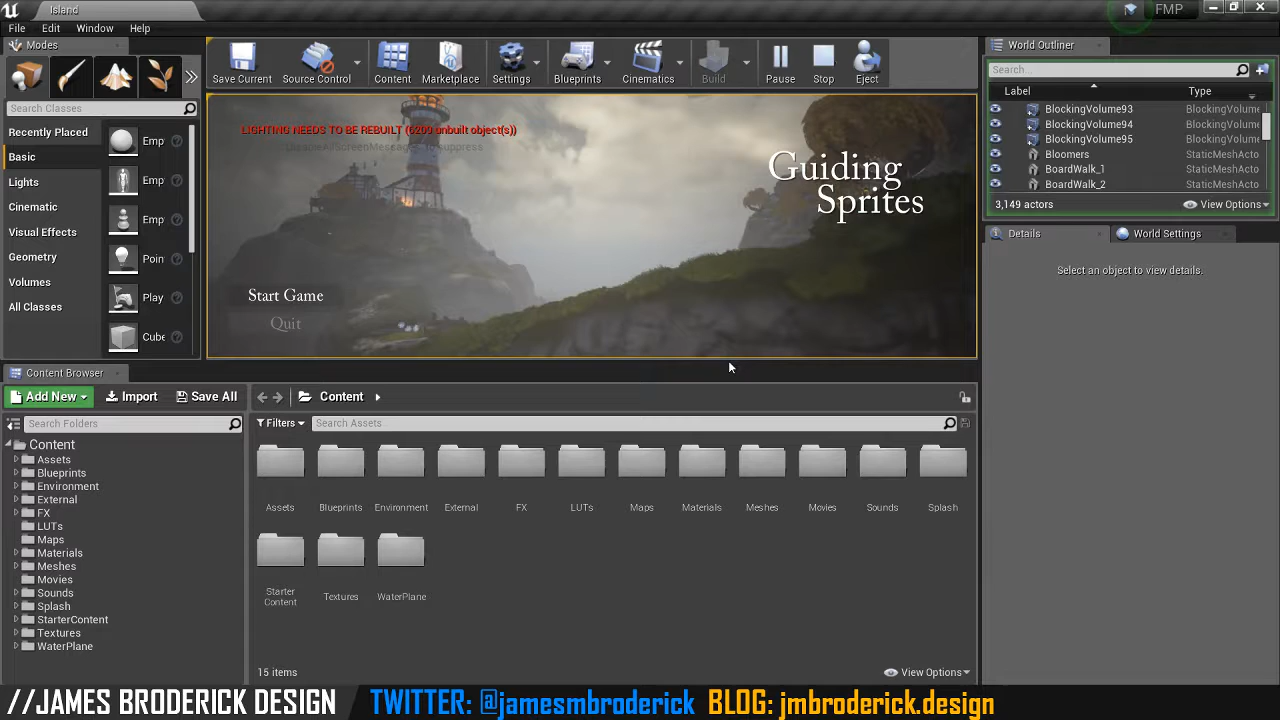 Island
FMP
File Edit Window Help
Modes
Search Classes
Recently Placed
Basic
Lights
Cinematic
Visual Effects
Geometry
Volumes
All Classes
Emp
Emp
Emp
Poin
Play
Cube
Save Current
Source Control
Content
Marketplace
Settings
Blueprints
Cinematics
Build
Pause
Stop
Eject
LIGHTING NEEDS TO BE REBUILT (6200 unbuilt object(s))
'DisableAllScreenMessages' to suppress
Guiding
Sprites
Start Game
Quit
World Outliner
Search...
Label Type
BlockingVolume93 BlockingVolume
BlockingVolume94 BlockingVolume
BlockingVolume95 BlockingVolume
Bloomers StaticMeshActo
BoardWalk_1 StaticMeshActo
BoardWalk_2 StaticMeshActo
3,149 actors View Options
Details World Settings
Select an object to view details.
Content Browser
Add New Import Save All
Content
Search Folders
Filters Search Assets
Content
Assets
Blueprints
Environment
External
FX
LUTs
Maps
Materials
Meshes
Movies
Sounds
Splash
StarterContent
Textures
WaterPlane
Assets Blueprints Environment External FX LUTs Maps Materials Meshes Movies Sounds Splash
Starter
Content
Textures WaterPlane
15 items View Options
//JAMES BRODERICK DESIGN TWITTER: @jamesmbroderick BLOG: jmbroderick.design